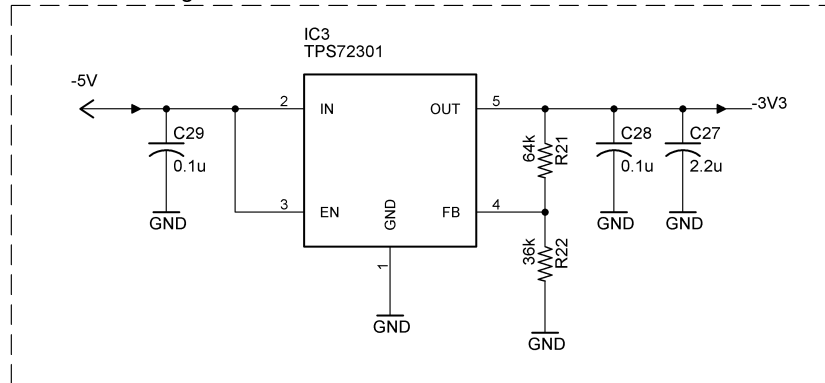 IC3
TPS72301
-5V
2
IN
OUT
5
-3V3
C29
0.1u
64k
R21
C28
0.1u
C27
2.2u
GND
3
EN
GND
FB
4
GND
GND
1
36k
R22
GND
GND